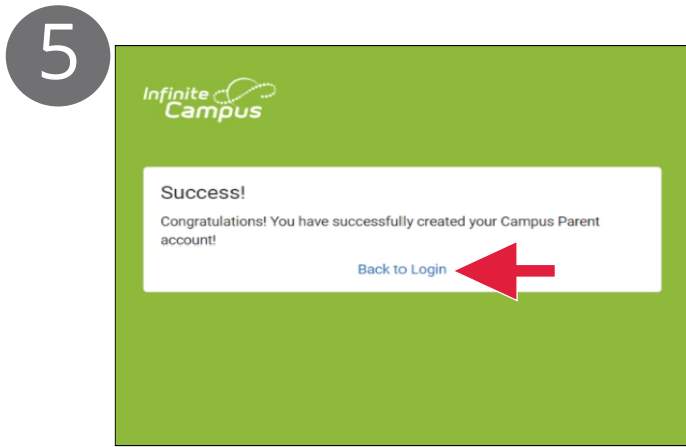 5
Infinite
Campus
Success!
Congratulations! You have successfully created your Campus Parent
account!
Back to Login